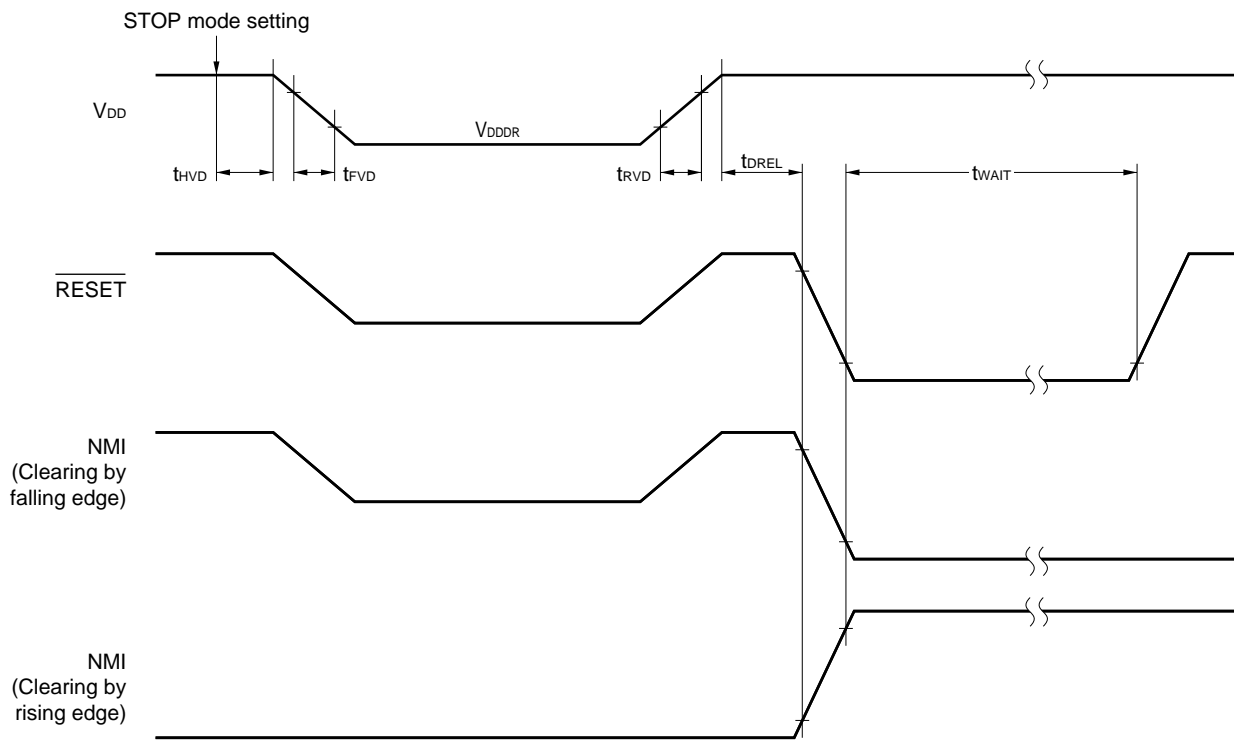 STOP mode setting
VDD
VDDDR
tHVD
tFVD
tRVD
tDREL
tWAIT
RESET
NMI
(Clearing by
falling edge)
NMI
(Clearing by
rising edge)